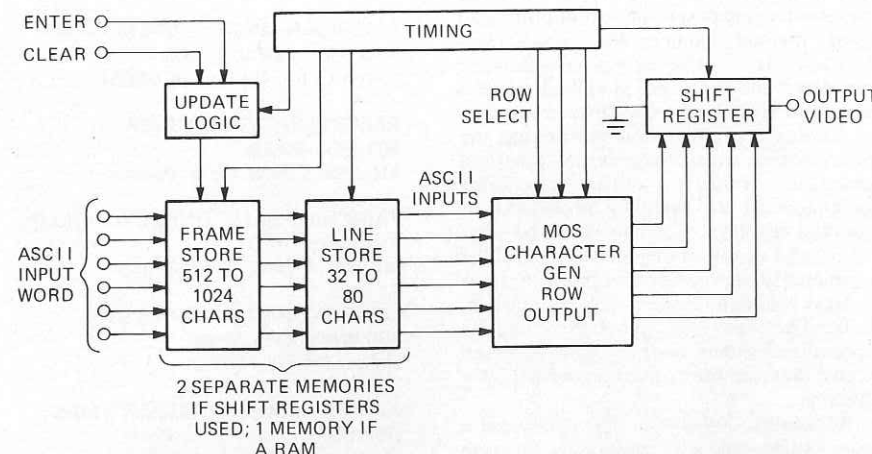 ENTER
CLEAR
TIMING
UPDATE
LOGIC
ROW
SELECT
SHIFT
REGISTER
OUTPUT
VIDEO
ASCII
INPUTS
ASCII
INPUT
WORD
FRAME
STORE
512 TO
1024
CHARS
LINE
STORE
32 TO
80
CHARS
MOS
CHARACTER
GEN
ROW
OUTPUT
2 SEPARATE MEMORIES
IF SHIFT REGISTERS
USED; 1 MEMORY IF
A RAM